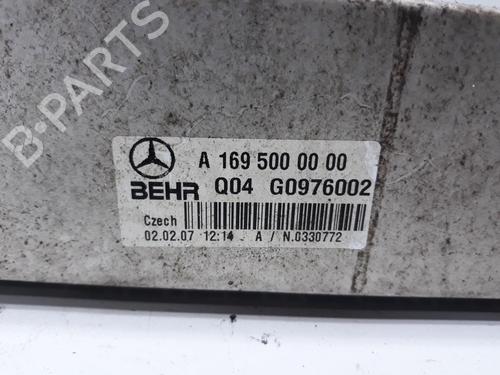 B-PARTS
A 169 500 00 00
BEHR Q04 G0976002
Czech
02.02.07 12:14 A / N.0330772